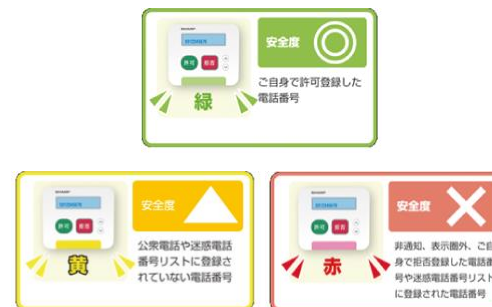 安全度
ご自身で許可登録した
電話番号
緑
安全度
公衆電話や迷惑電話
番号リストに登録さ
れていない電話番号
黄
安全度
非通知、表示圏外、ご自
身で拒否登録した電話番
号や迷惑電話番号リスト
に登録された電話番号
赤